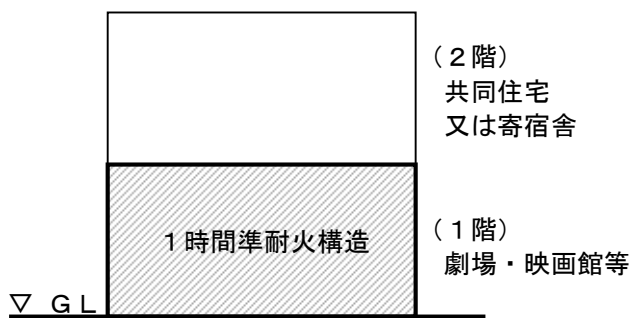 （２階）
共同住宅
又は寄宿舎
１時間準耐火構造
（１階）
劇場・映画館等
▽ ＧＬ